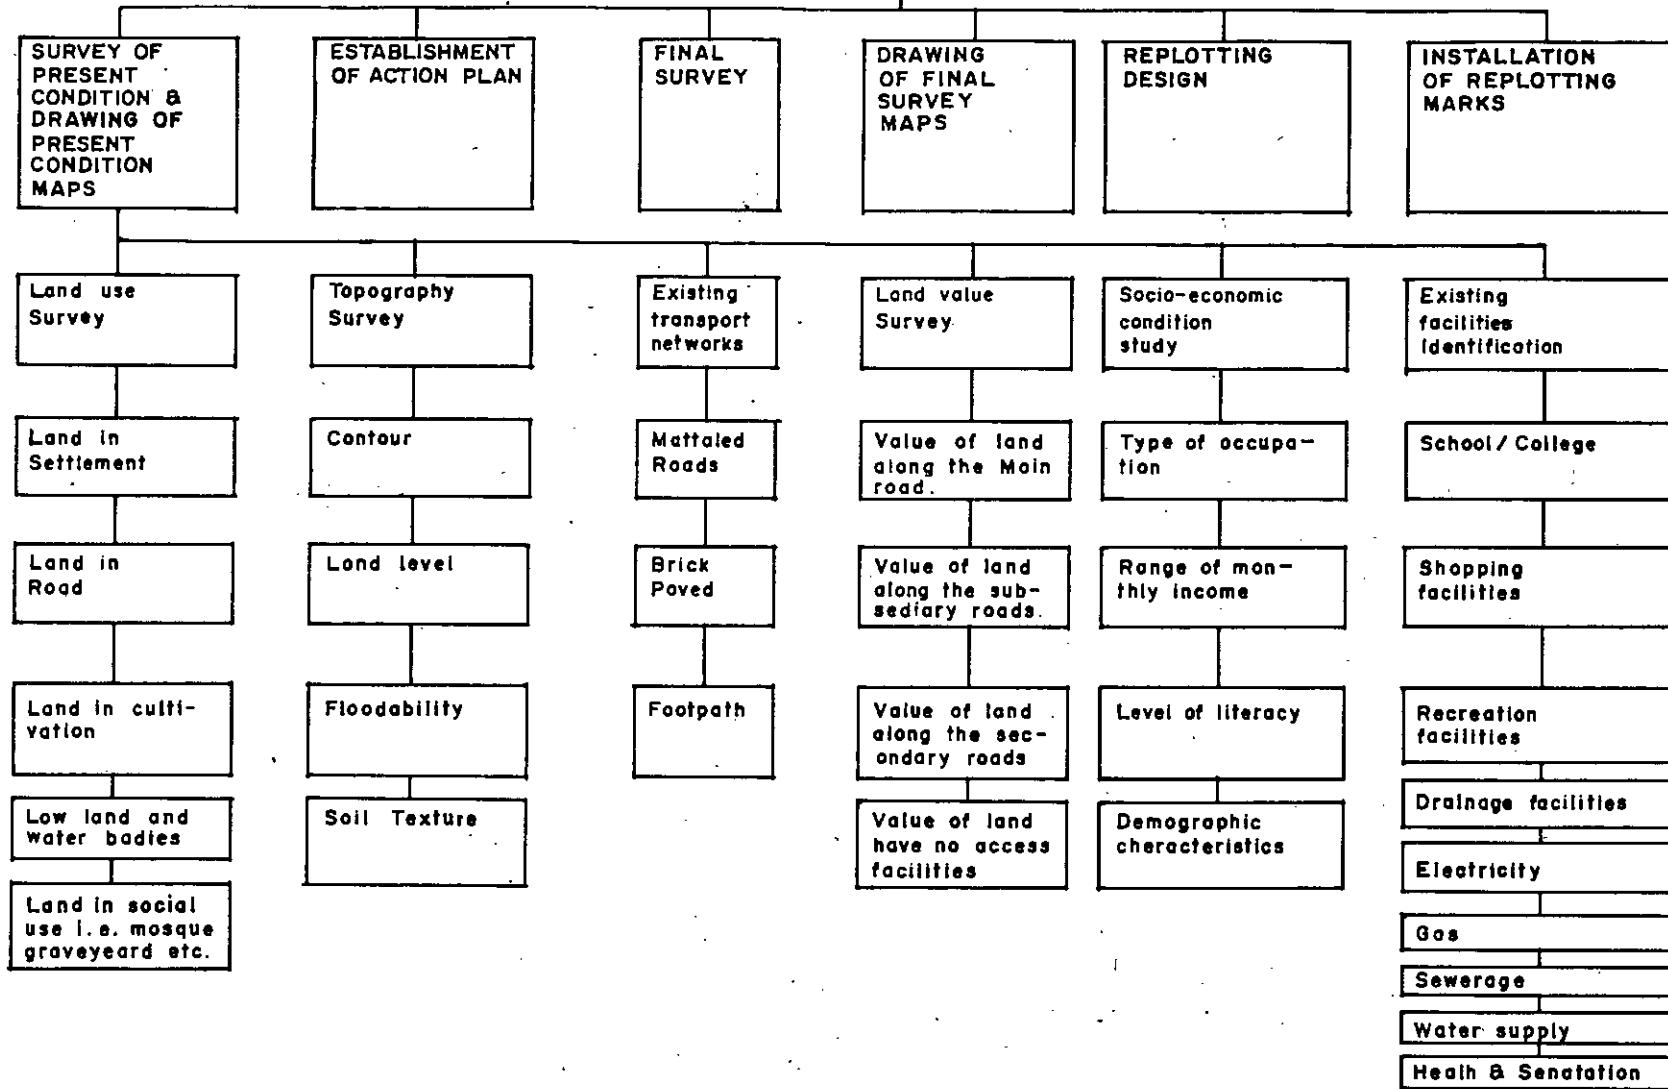 SURVEY OF
PRESENT
CONDITION &
DRAWING OF
PRESENT
CONDITION
MAPS
ESTABLISHMENT
OF ACTION PLAN
FINAL
SURVEY
DRAWING
OF FINAL
SURVEY
MAPS
REPLOTTING
DESIGN
INSTALLATION
OF REPLOTTING
MARKS
Land use
Survey
Topography
Survey
Existing
transport
networks
Land value
Survey
Socio-economic
condition
study
Existing
facilities
Identification
Land in
Settlement
Contour
Mattaled
Roads
Value of land
along the Main
road.
Type of occupa-
tion
School / College
Land in
Road
Land level
Brick
Paved
Value of land
along the sub-
sediary roads.
Range of mon-
thly income
Shopping
facilities
Land in culti-
vation
Floodability
Footpath
Value of land
along the sec-
ondary roads
Level of literacy
Recreation
facilities
Low land and
water badies
Soil Texture
Value of land
have no access
facilities
Demographic
cheracteristics
Drainage facilities
Electricity
Land in social
use i.e. mosque
graveyeard etc.
Gas
Sewerage
Water supply
Healh & Senatation